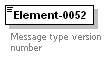 Element-0052
Message type version
number